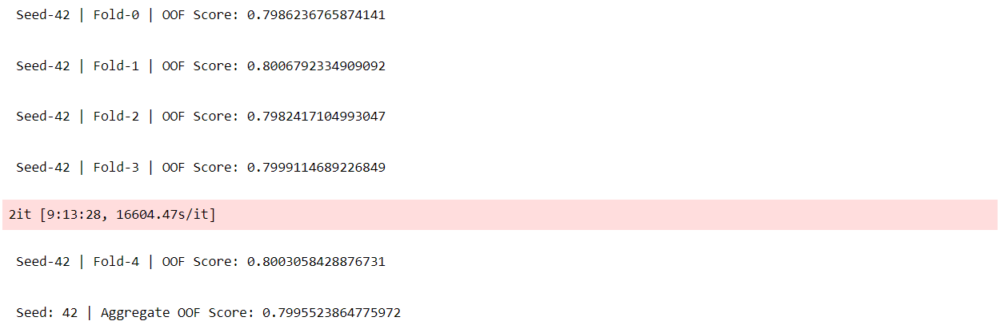 Seed-42 | Fold-0 | OOF Score: 0.7986236765874141
Seed-42 | Fold-1 | OOF Score: 0.8006792334909092
Seed-42 | Fold-2 | OOF Score: 0.7982417104993047
Seed-42 | Fold-3 | OOF Score: 0.7999114689226849
2it [9:13:28, 16604.47s/it]
Seed-42 | Fold-4 | OOF Score: 0.8003058428876731
Seed: 42 | Aggregate OOF Score: 0.7995523864775972